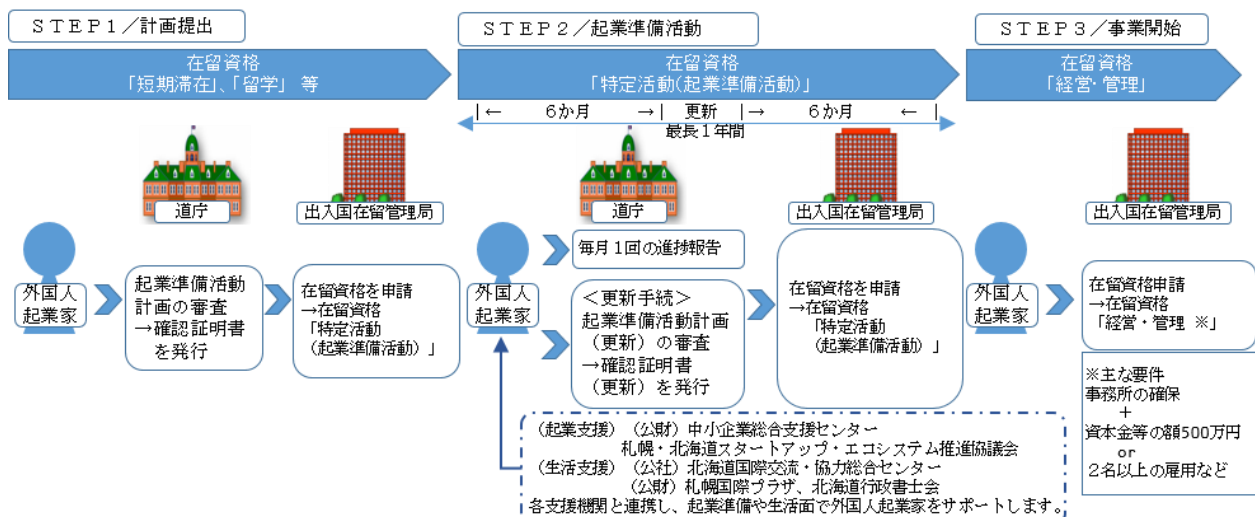 ＳＴＥＰ１／計画提出
在留資格
「短期滞在」、「留学」 等
道庁
出入国在留管理局
外国人
起業家
起業準備活動
計画の審査
→確認証明書
を発行
在留資格を申請
→在留資格
「特定活動
（起業準備活動）」
ＳＴＥＰ２／起業準備活動
在留資格
「特定活動(起業準備活動)」
|← ６か月 →| 更新 |→ ６か月 ←|
最長１年間
道庁
出入国在留管理局
外国人
起業家
毎月１回の進捗報告
＜更新手続＞
起業準備活動計画
（更新）の審査
→確認証明書
（更新）を発行
在留資格を申請
→在留資格
「特定活動
（起業準備活動）」
（起業支援）（公財）中小企業総合支援センター
札幌・北海道スタートアップ・エコシステム推進協議会
（生活支援）（公社）北海道国際交流・協力総合センター
（公財）札幌国際プラザ、北海道行政書士会
各支援機関と連携し、起業準備や生活面で外国人起業家をサポートします。
ＳＴＥＰ３／事業開始
在留資格
「経営・管理」
出入国在留管理局
外国人
起業家
在留資格申請
→在留資格
「経営・管理 ※」
※主な要件
事務所の確保
＋
資本金等の額500万円
or
２名以上の雇用など